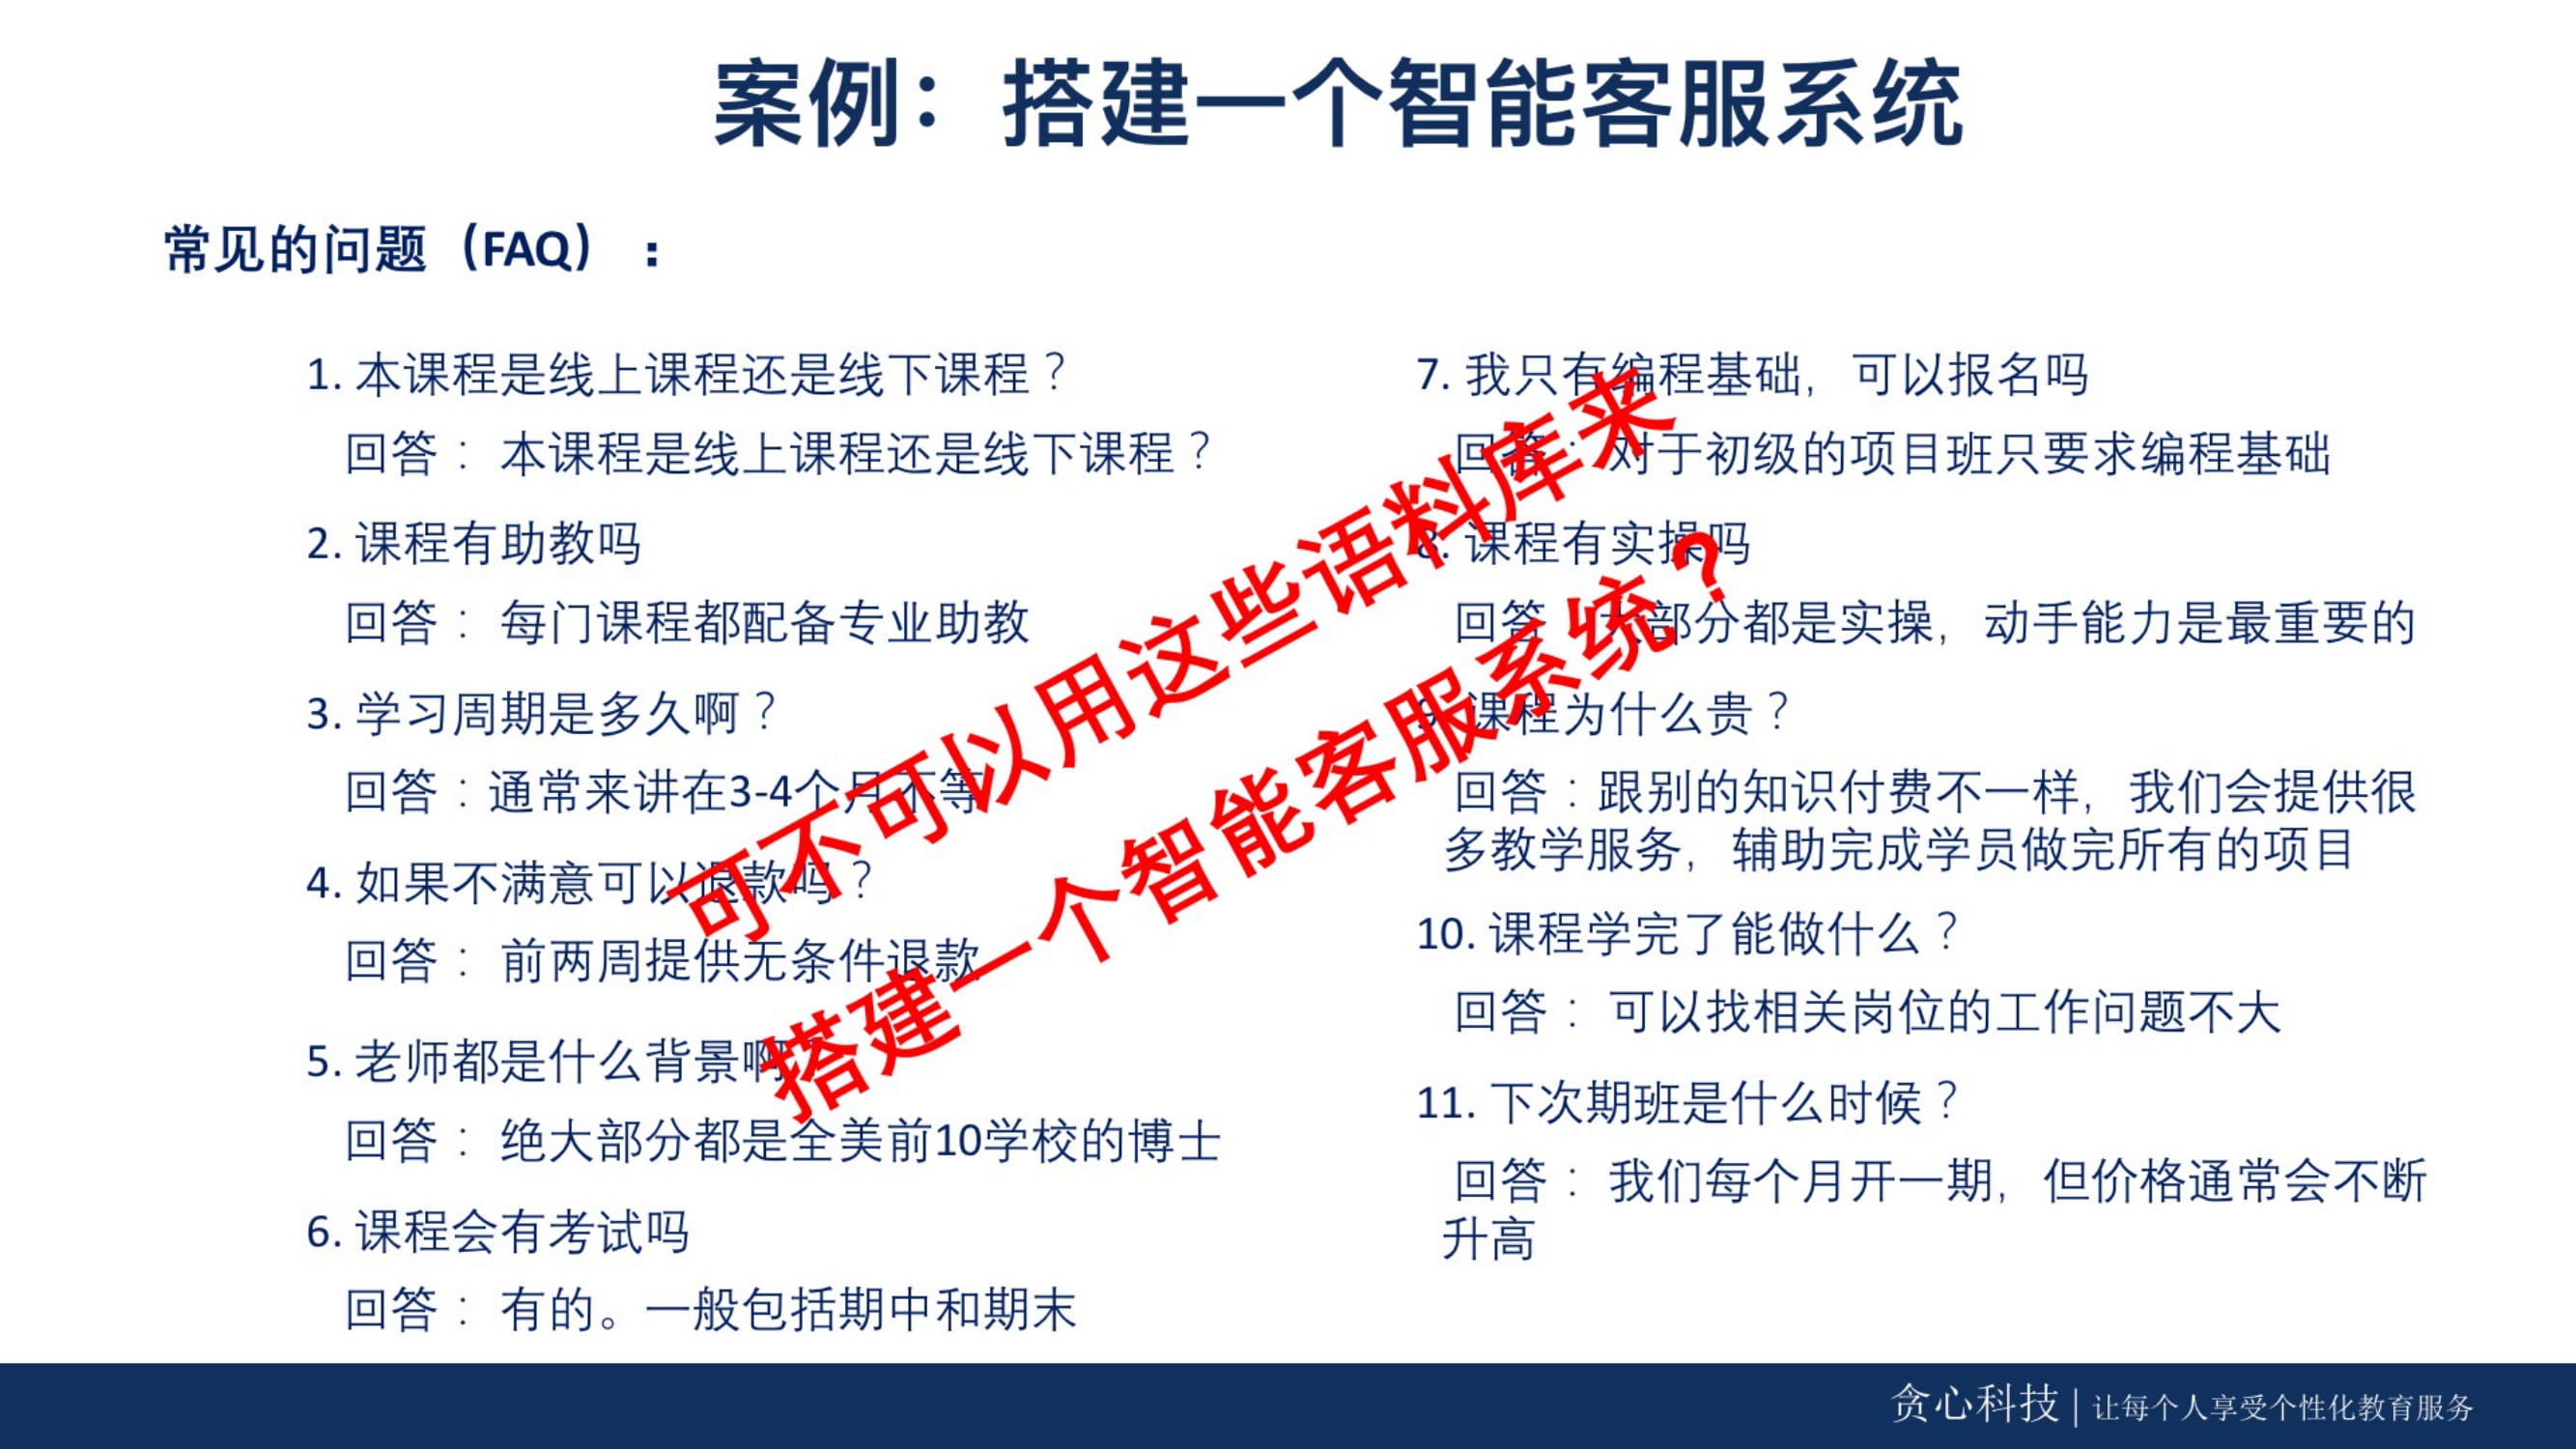 案例：搭建一个智能客服系统
常见的问题（FAQ）：
1. 本课程是线上课程还是线下课程？
回答： 本课程是线上课程还是线下课程？
2. 课程有助教吗
回答： 每门课程都配备专业助教
3. 学习周期是多久啊？
回答：通常来讲在3-4个月不等
4. 如果不满意可以退款吗？
回答： 前两周提供无条件退款
5. 老师都是什么背景啊
回答： 绝大部分都是全美前10学校的博士
6. 课程会有考试吗
回答： 有的。一般包括期中和期末
7. 我只有编程基础，可以报名吗
回答： 对于初级的项目班只要求编程基础
8. 课程有实操吗
回答： 大部分都是实操，动手能力是最重要的
9. 课程为什么贵？
回答：跟别的知识付费不一样，我们会提供很
多教学服务，辅助完成学员做完所有的项目
10. 课程学完了能做什么？
回答： 可以找相关岗位的工作问题不大
11. 下次期班是什么时候？
回答： 我们每个月开一期，但价格通常会不断
升高
可不可以用这些语料库来
搭建一个智能客服系统？
贪心科技 | 让每个人享受个性化教育服务